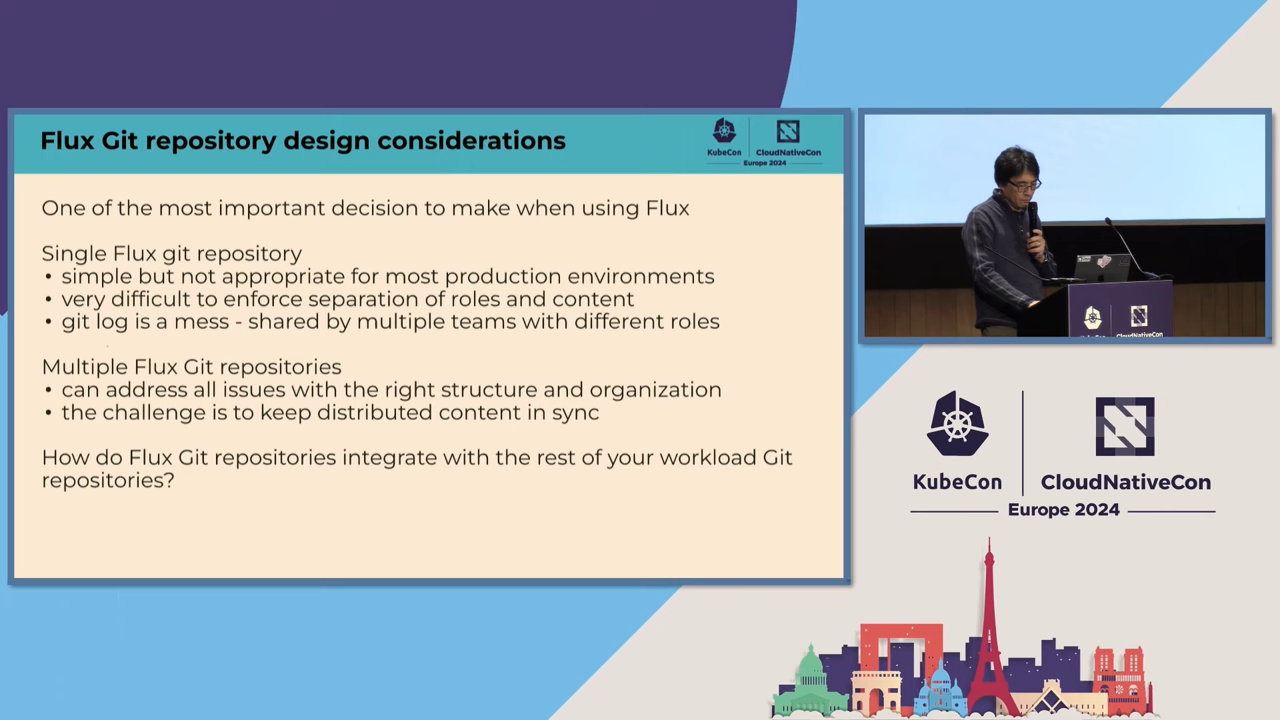 Flux Git repository design considerations
KubeCon
CloudNativeCon
Europe 2024
One of the most important decision to make when using Flux
Single Flux git repository
• simple but not appropriate for most production environments
• very difficult to enforce separation of roles and content
• git log is a mess - shared by multiple teams with different roles
Multiple Flux Git repositories
• can address all issues with the right structure and organization
• the challenge is to keep distributed content in sync
How do Flux Git repositories integrate with the rest of your workload Git
repositories?
KubeCon
CloudNativeCon
KubeCon
CloudNativeCon
Europe 2024